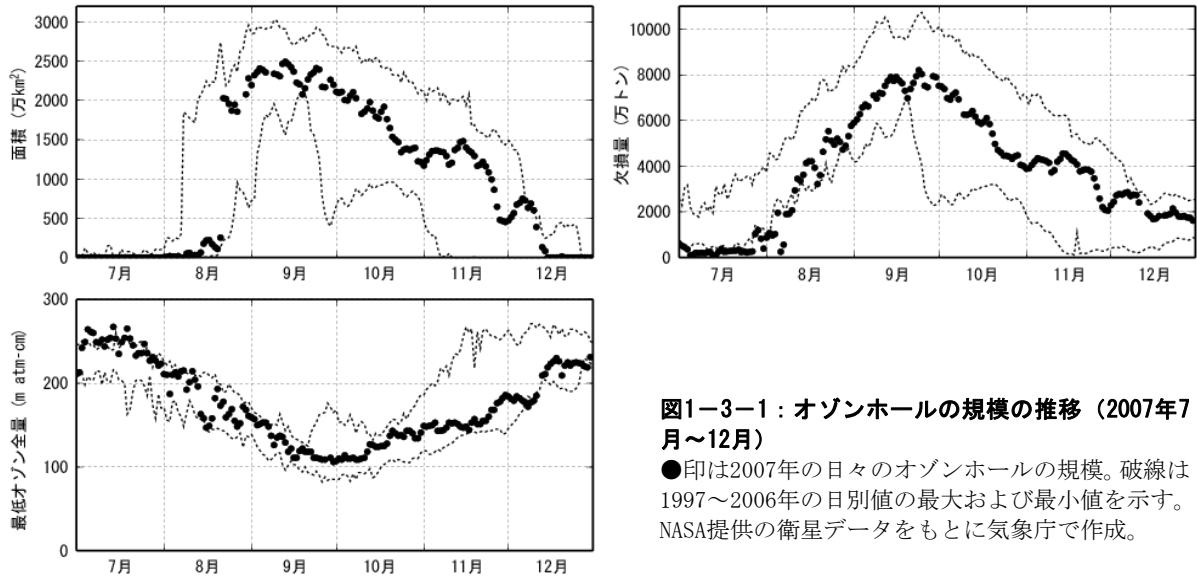 3000
2500
2000
1500
1000
500
0
面積 (万km²)
7月 8月 9月 10月 11月 12月
10000
8000
6000
4000
2000
0
欠損量 (万トン)
7月 8月 9月 10月 11月 12月
300
200
100
0
最低オゾン全量 (m atm-cm)
7月 8月 9月 10月 11月 12月
図1－3－1：オゾンホールの規模の推移（2007年7
月～12月）
●印は2007年の日々のオゾンホールの規模。破線は
1997～2006年の日別値の最大および最小値を示す。
NASA提供の衛星データをもとに気象庁で作成。